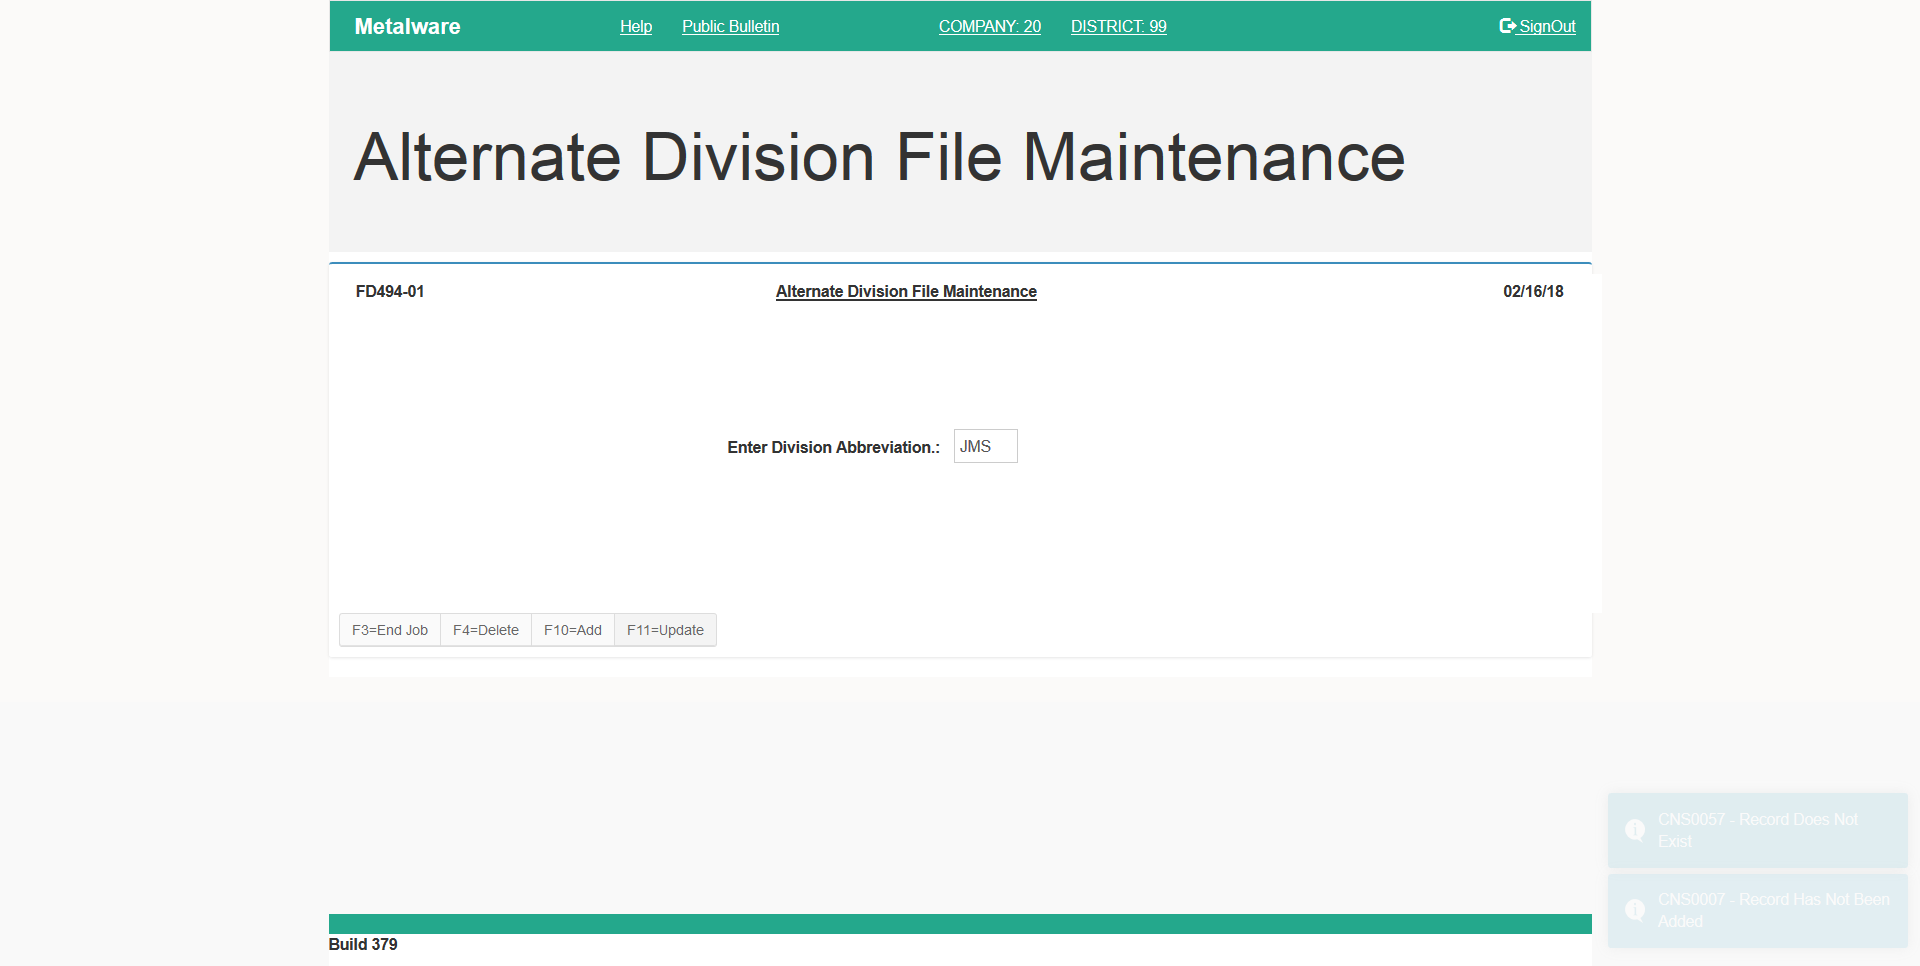 Metalware Help Public Bulletin COMPANY: 20 DISTRICT: 99 SignOut
Alternate Division File Maintenance
FD494-01 Alternate Division File Maintenance 02/16/18
Enter Division Abbreviation.: JMS
F3=End Job F4=Delete F10=Add F11=Update
CNS0057 - Record Does Not
Exist
CNS0007 - Record Has Not Been
Added
Build 379